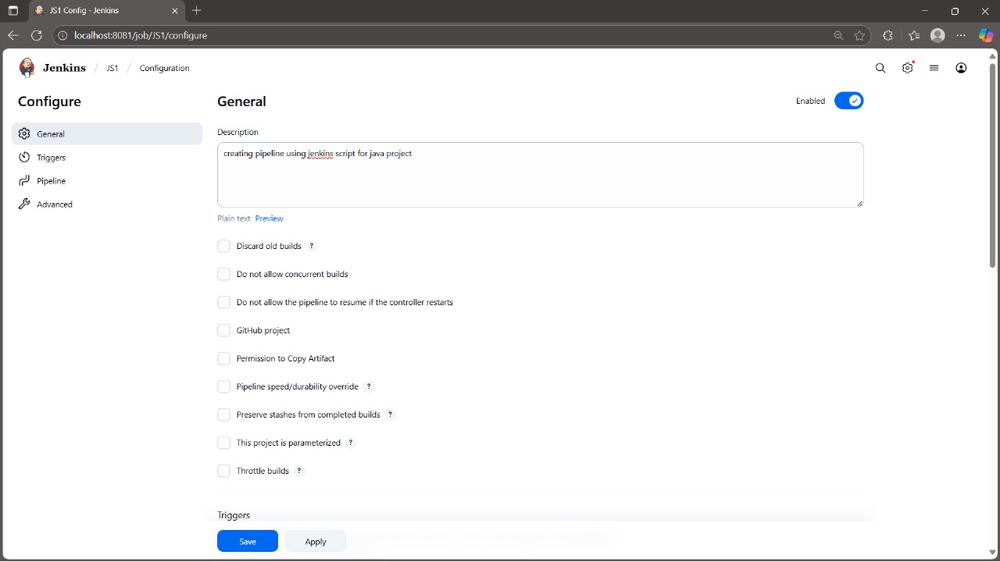 JS1 Config - Jenkins
localhost:8081/job/JS1/configure
Jenkins / JS1 / Configuration
Configure
General
Triggers
Pipeline
Advanced
General
Enabled
Description
creating pipeline using jenkins script for java project
Plain text Preview
Discard old builds ?
Do not allow concurrent builds
Do not allow the pipeline to resume if the controller restarts
GitHub project
Permission to Copy Artifact
Pipeline speed/durability override ?
Preserve stashes from completed builds ?
This project is parameterized ?
Throttle builds ?
Triggers
Save Apply